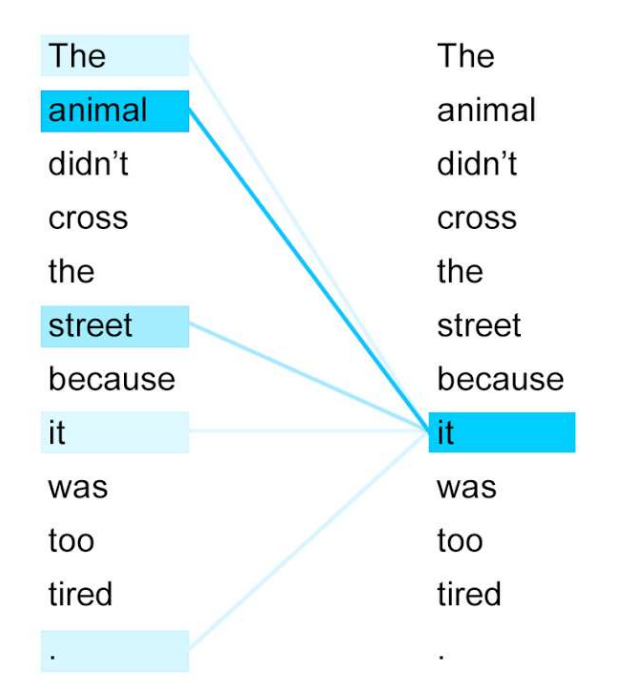 The The
animal animal
didn’t didn’t
cross cross
the the
street street
because because
it it
was was
too too
tired tired
. .